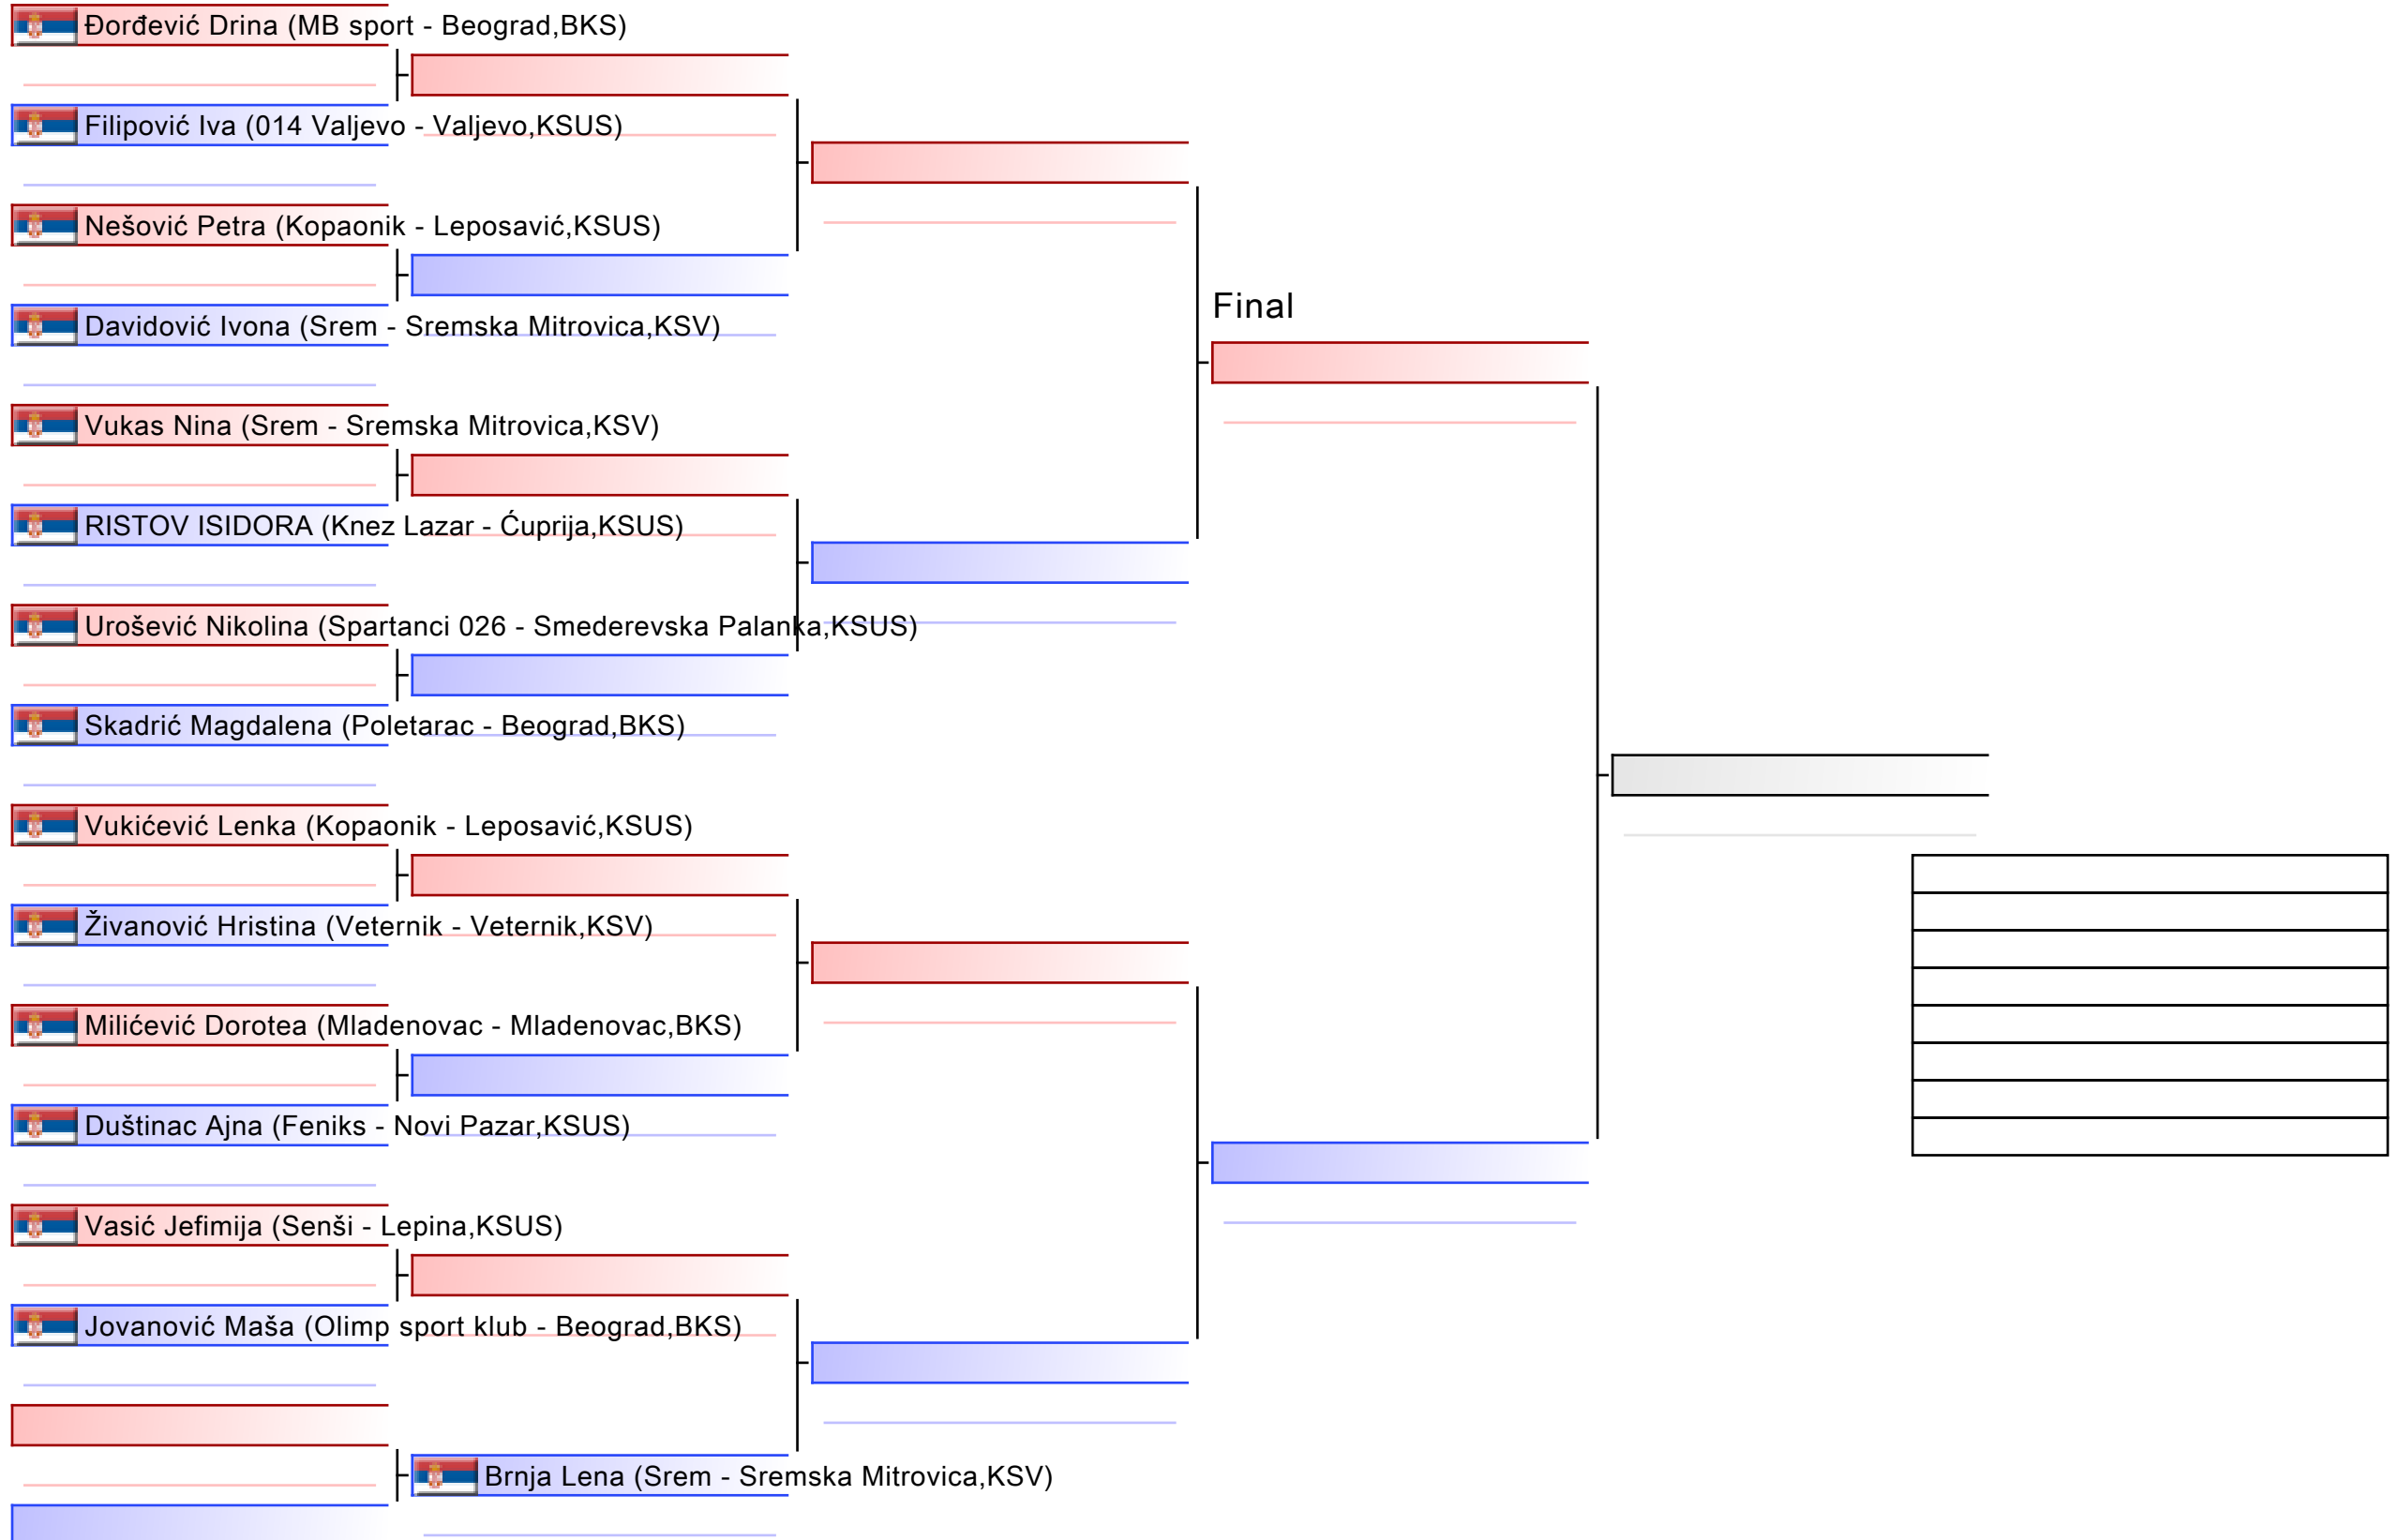 Đorđević Drina (MB sport - Beograd,BKS)
Filipović Iva (014 Valjevo - Valjevo,KSUS)
Nešović Petra (Kopaonik - Leposavić,KSUS)
Final
Davidović Ivona (Srem - Sremska Mitrovica,KSV)
Vukas Nina (Srem - Sremska Mitrovica,KSV)
RISTOV ISIDORA (Knez Lazar - Ćuprija,KSUS)
Urošević Nikolina (Spartanci 026 - Smederevska Palanka,KSUS)
Skadrić Magdalena (Poletarac - Beograd,BKS)
Vukićević Lenka (Kopaonik - Leposavić,KSUS)
Živanović Hristina (Veternik - Veternik,KSV)
Milićević Dorotea (Mladenovac - Mladenovac,BKS)
Duštinac Ajna (Feniks - Novi Pazar,KSUS)
Vasić Jefimija (Senši - Lepina,KSUS)
Jovanović Maša (Olimp sport klub - Beograd,BKS)
Brnja Lena (Srem - Sremska Mitrovica,KSV)